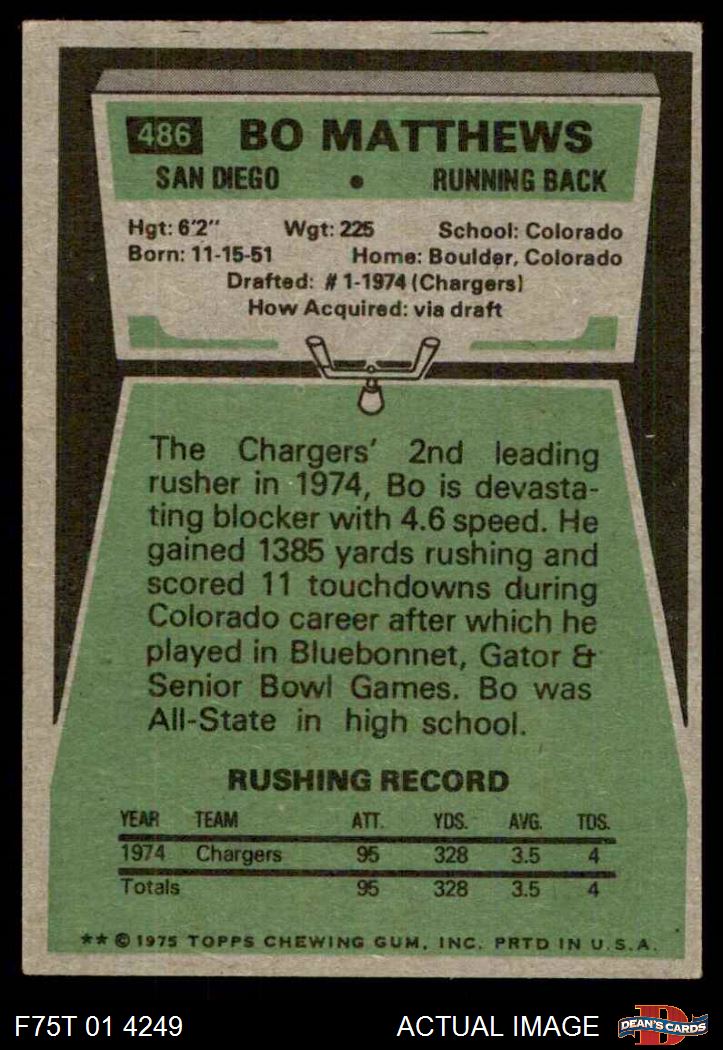 486 BO MATTHEWS
SAN DIEGO • RUNNING BACK
Hgt: 6'2" Wgt: 225 School: Colorado
Born: 11-15-51 Home: Boulder, Colorado
Drafted: #1-1974 (Chargers)
How Acquired: via draft
The Chargers' 2nd leading
rusher in 1974, Bo is devasta-
ting blocker with 4.6 speed. He
gained 1385 yards rushing and
scored 11 touchdowns during
Colorado career after which he
played in Bluebonnet, Gator &
Senior Bowl Games. Bo was
All-State in high school.
RUSHING RECORD
YEAR TEAM ATT. YDS. AVG. TDS.
1974 Chargers 95 328 3.5 4
Totals 95 328 3.5 4
** © 1975 TOPPS CHEWING GUM, INC. PRTD IN U.S.A.
F75T 01 4249 ACTUAL IMAGE D DEAN'S CARDS